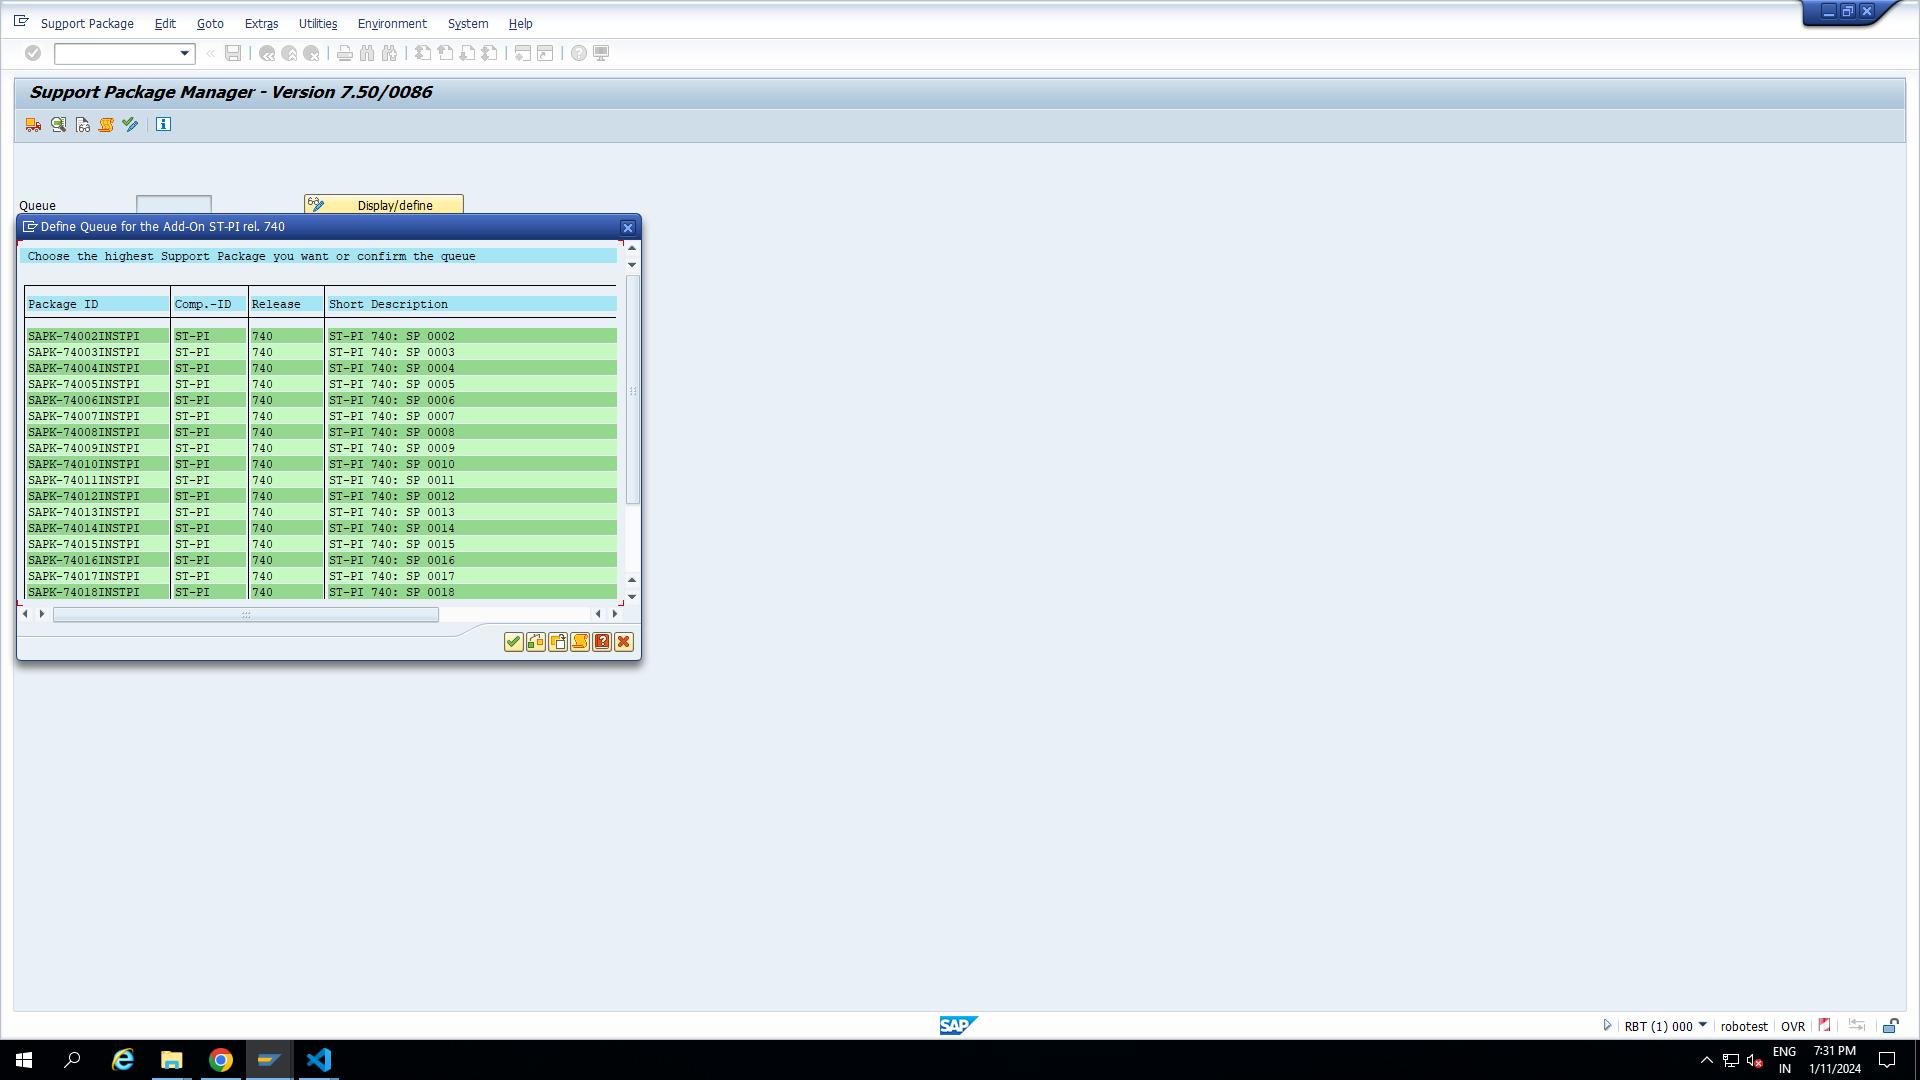 Support Package Edit Goto Extras Utilities Environment System Help
Support Package Manager - Version 7.50/0086
Queue
Display/define
Define Queue for the Add-On ST-PI rel. 740
Choose the highest Support Package you want or confirm the queue
Package ID Comp.-ID Release Short Description
SAPK-74002INSTPI ST-PI 740 ST-PI 740: SP 0002
SAPK-74003INSTPI ST-PI 740 ST-PI 740: SP 0003
SAPK-74004INSTPI ST-PI 740 ST-PI 740: SP 0004
SAPK-74005INSTPI ST-PI 740 ST-PI 740: SP 0005
SAPK-74006INSTPI ST-PI 740 ST-PI 740: SP 0006
SAPK-74007INSTPI ST-PI 740 ST-PI 740: SP 0007
SAPK-74008INSTPI ST-PI 740 ST-PI 740: SP 0008
SAPK-74009INSTPI ST-PI 740 ST-PI 740: SP 0009
SAPK-74010INSTPI ST-PI 740 ST-PI 740: SP 0010
SAPK-74011INSTPI ST-PI 740 ST-PI 740: SP 0011
SAPK-74012INSTPI ST-PI 740 ST-PI 740: SP 0012
SAPK-74013INSTPI ST-PI 740 ST-PI 740: SP 0013
SAPK-74014INSTPI ST-PI 740 ST-PI 740: SP 0014
SAPK-74015INSTPI ST-PI 740 ST-PI 740: SP 0015
SAPK-74016INSTPI ST-PI 740 ST-PI 740: SP 0016
SAPK-74017INSTPI ST-PI 740 ST-PI 740: SP 0017
SAPK-74018INSTPI ST-PI 740 ST-PI 740: SP 0018
SAP
RBT (1) 000 robotest OVR
ENG 7:31 PM
IN 1/11/2024